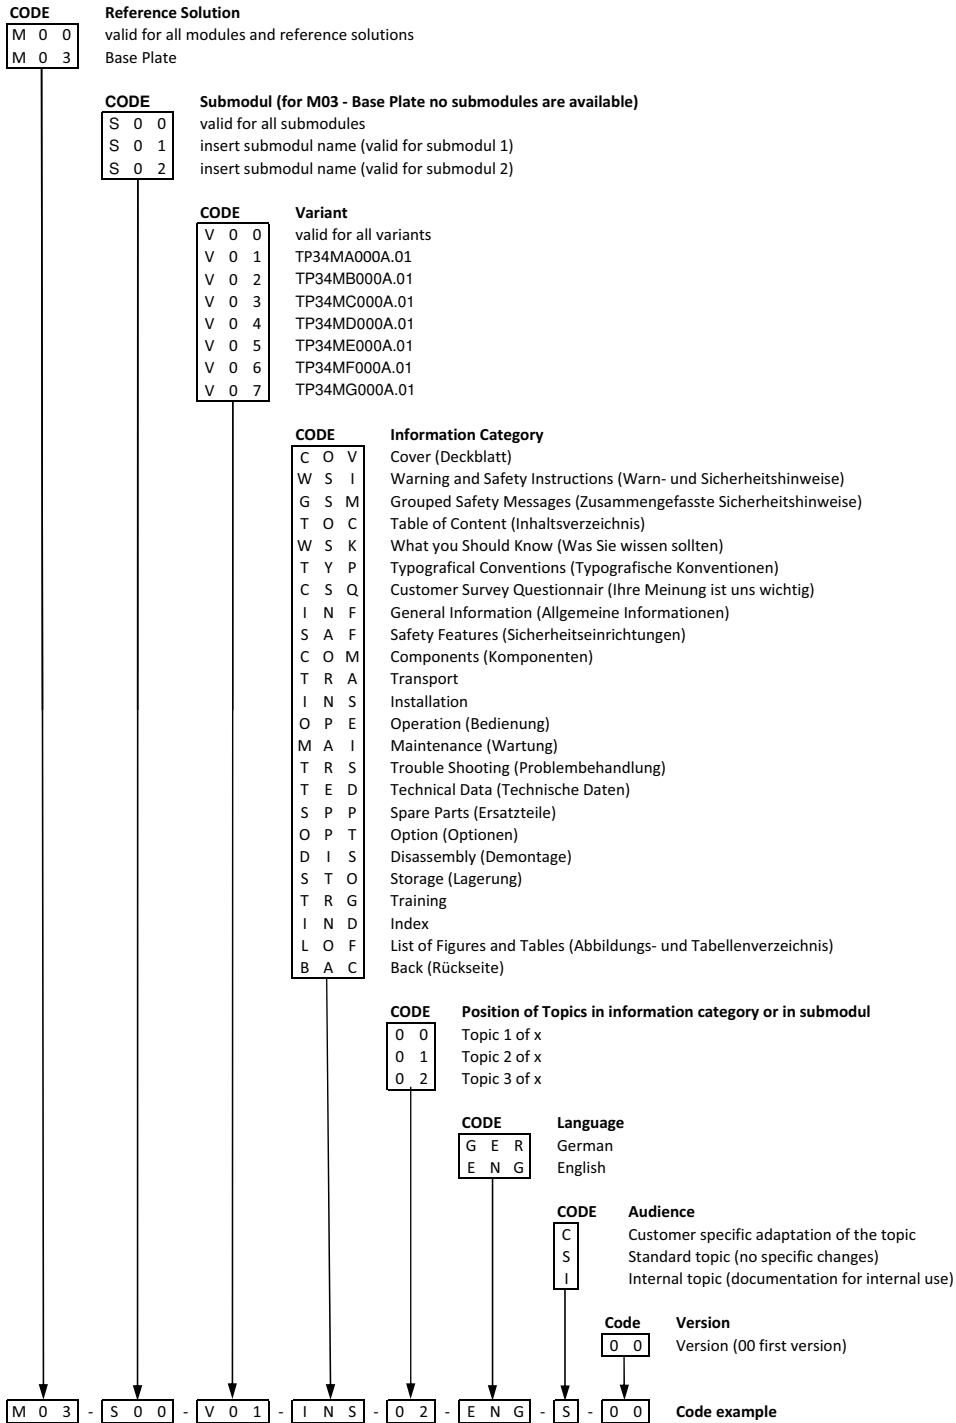 CODE Reference Solution
M 0 0 valid for all modules and reference solutions
M 0 3 Base Plate
CODE Submodul (for M03 - Base Plate no submodules are available)
S 0 0 valid for all submodules
S 0 1 insert submodul name (valid for submodul 1)
S 0 2 insert submodul name (valid for submodul 2)
CODE Variant
V 0 0 valid for all variants
V 0 1 TP34MA000A.01
V 0 2 TP34MB000A.01
V 0 3 TP34MC000A.01
V 0 4 TP34MD000A.01
V 0 5 TP34ME000A.01
V 0 6 TP34MF000A.01
V 0 7 TP34MG000A.01
CODE Information Category
C O V Cover (Deckblatt)
W S I Warning and Safety Instructions (Warn- und Sicherheitshinweise)
G S M Grouped Safety Messages (Zusammengefasste Sicherheitshinweise)
T O C Table of Content (Inhaltsverzeichnis)
W S K What you Should Know (Was Sie wissen sollten)
T Y P Typografical Conventions (Typografische Konventionen)
C S Q Customer Survey Questionnair (Ihre Meinung ist uns wichtig)
I N F General Information (Allgemeine Informationen)
S A F Safety Features (Sicherheitseinrichtungen)
C O M Components (Komponenten)
T R A Transport
I N S Installation
O P E Operation (Bedienung)
M A I Maintenance (Wartung)
T R S Trouble Shooting (Problembehandlung)
T E D Technical Data (Technische Daten)
S P P Spare Parts (Ersatzteile)
O P T Option (Optionen)
D I S Disassembly (Demontage)
S T O Storage (Lagerung)
T R G Training
I N D Index
L O F List of Figures and Tables (Abbildungs- und Tabellenverzeichnis)
B A C Back (Rückseite)
CODE Position of Topics in information category or in submodul
0 0 Topic 1 of x
0 1 Topic 2 of x
0 2 Topic 3 of x
CODE Language
G E R German
E N G English
CODE Audience
C Customer specific adaptation of the topic
S Standard topic (no specific changes)
I Internal topic (documentation for internal use)
Code Version
0 0 Version (00 first version)
M 0 3 - S 0 0 - V 0 1 - I N S - 0 2 - E N G - S - 0 0 Code example